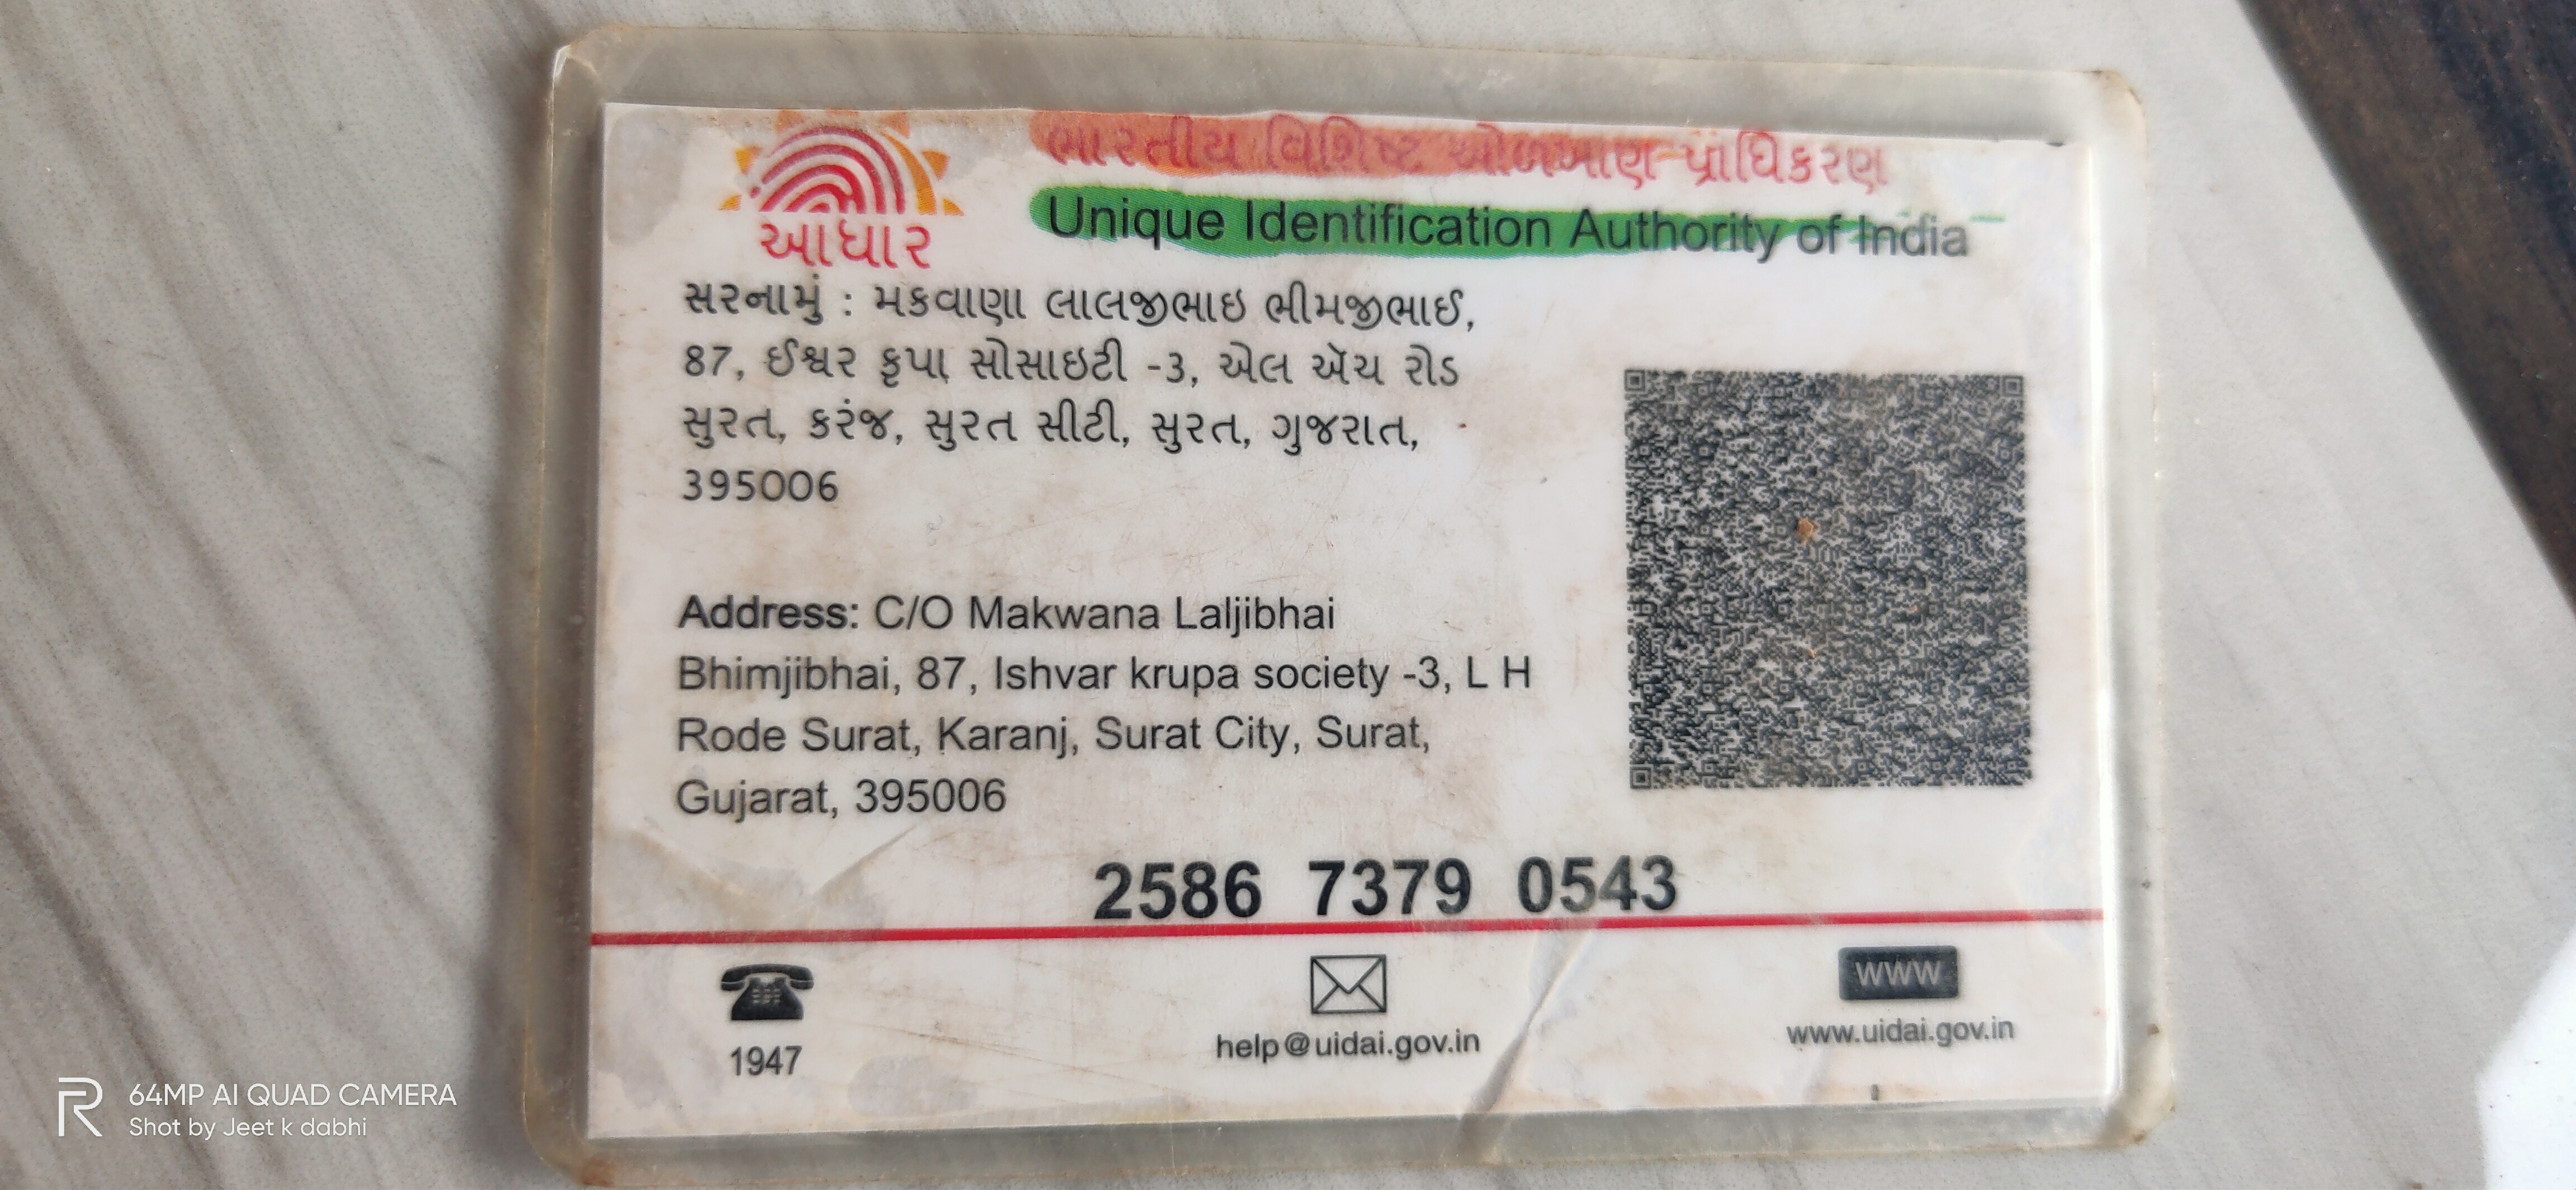 ભારતીય વિશિષ્ટ ઓળખાણ પ્રાધિકરણ
Unique Identification Authority of India
આધાર
સરનામું : મકવાણા લાલજીભાઇ ભીમજીભાઈ,
87, ઈશ્વર કૃપા સોસાઇટી -3, એલ ઍચ રોડ
સુરત, કરંજ, સુરત સીટી, સુરત, ગુજરાત,
395006
Address: C/O Makwana Laljibhai
Bhimjibhai, 87, Ishvar krupa society -3, L H
Rode Surat, Karanj, Surat City, Surat,
Gujarat, 395006
2586 7379 0543
1947
help@uidai.gov.in
www
www.uidai.gov.in
R
64MP AI QUAD CAMERA
Shot by Jeet k dabhi